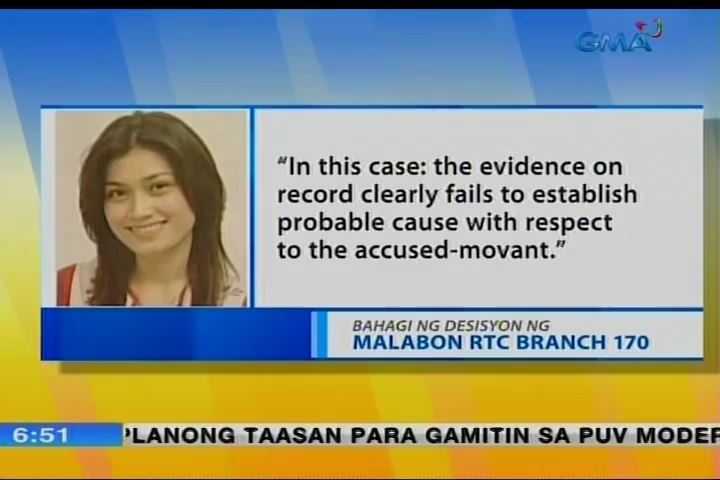 GMA
“In this case: the evidence on
record clearly fails to establish
probable cause with respect
to the accused-movant.”
BAHAGI NG DESISYON NG
MALABON RTC BRANCH 170
6:51 PLANONG TAASAN PARA GAMITIN SA PUV MODER